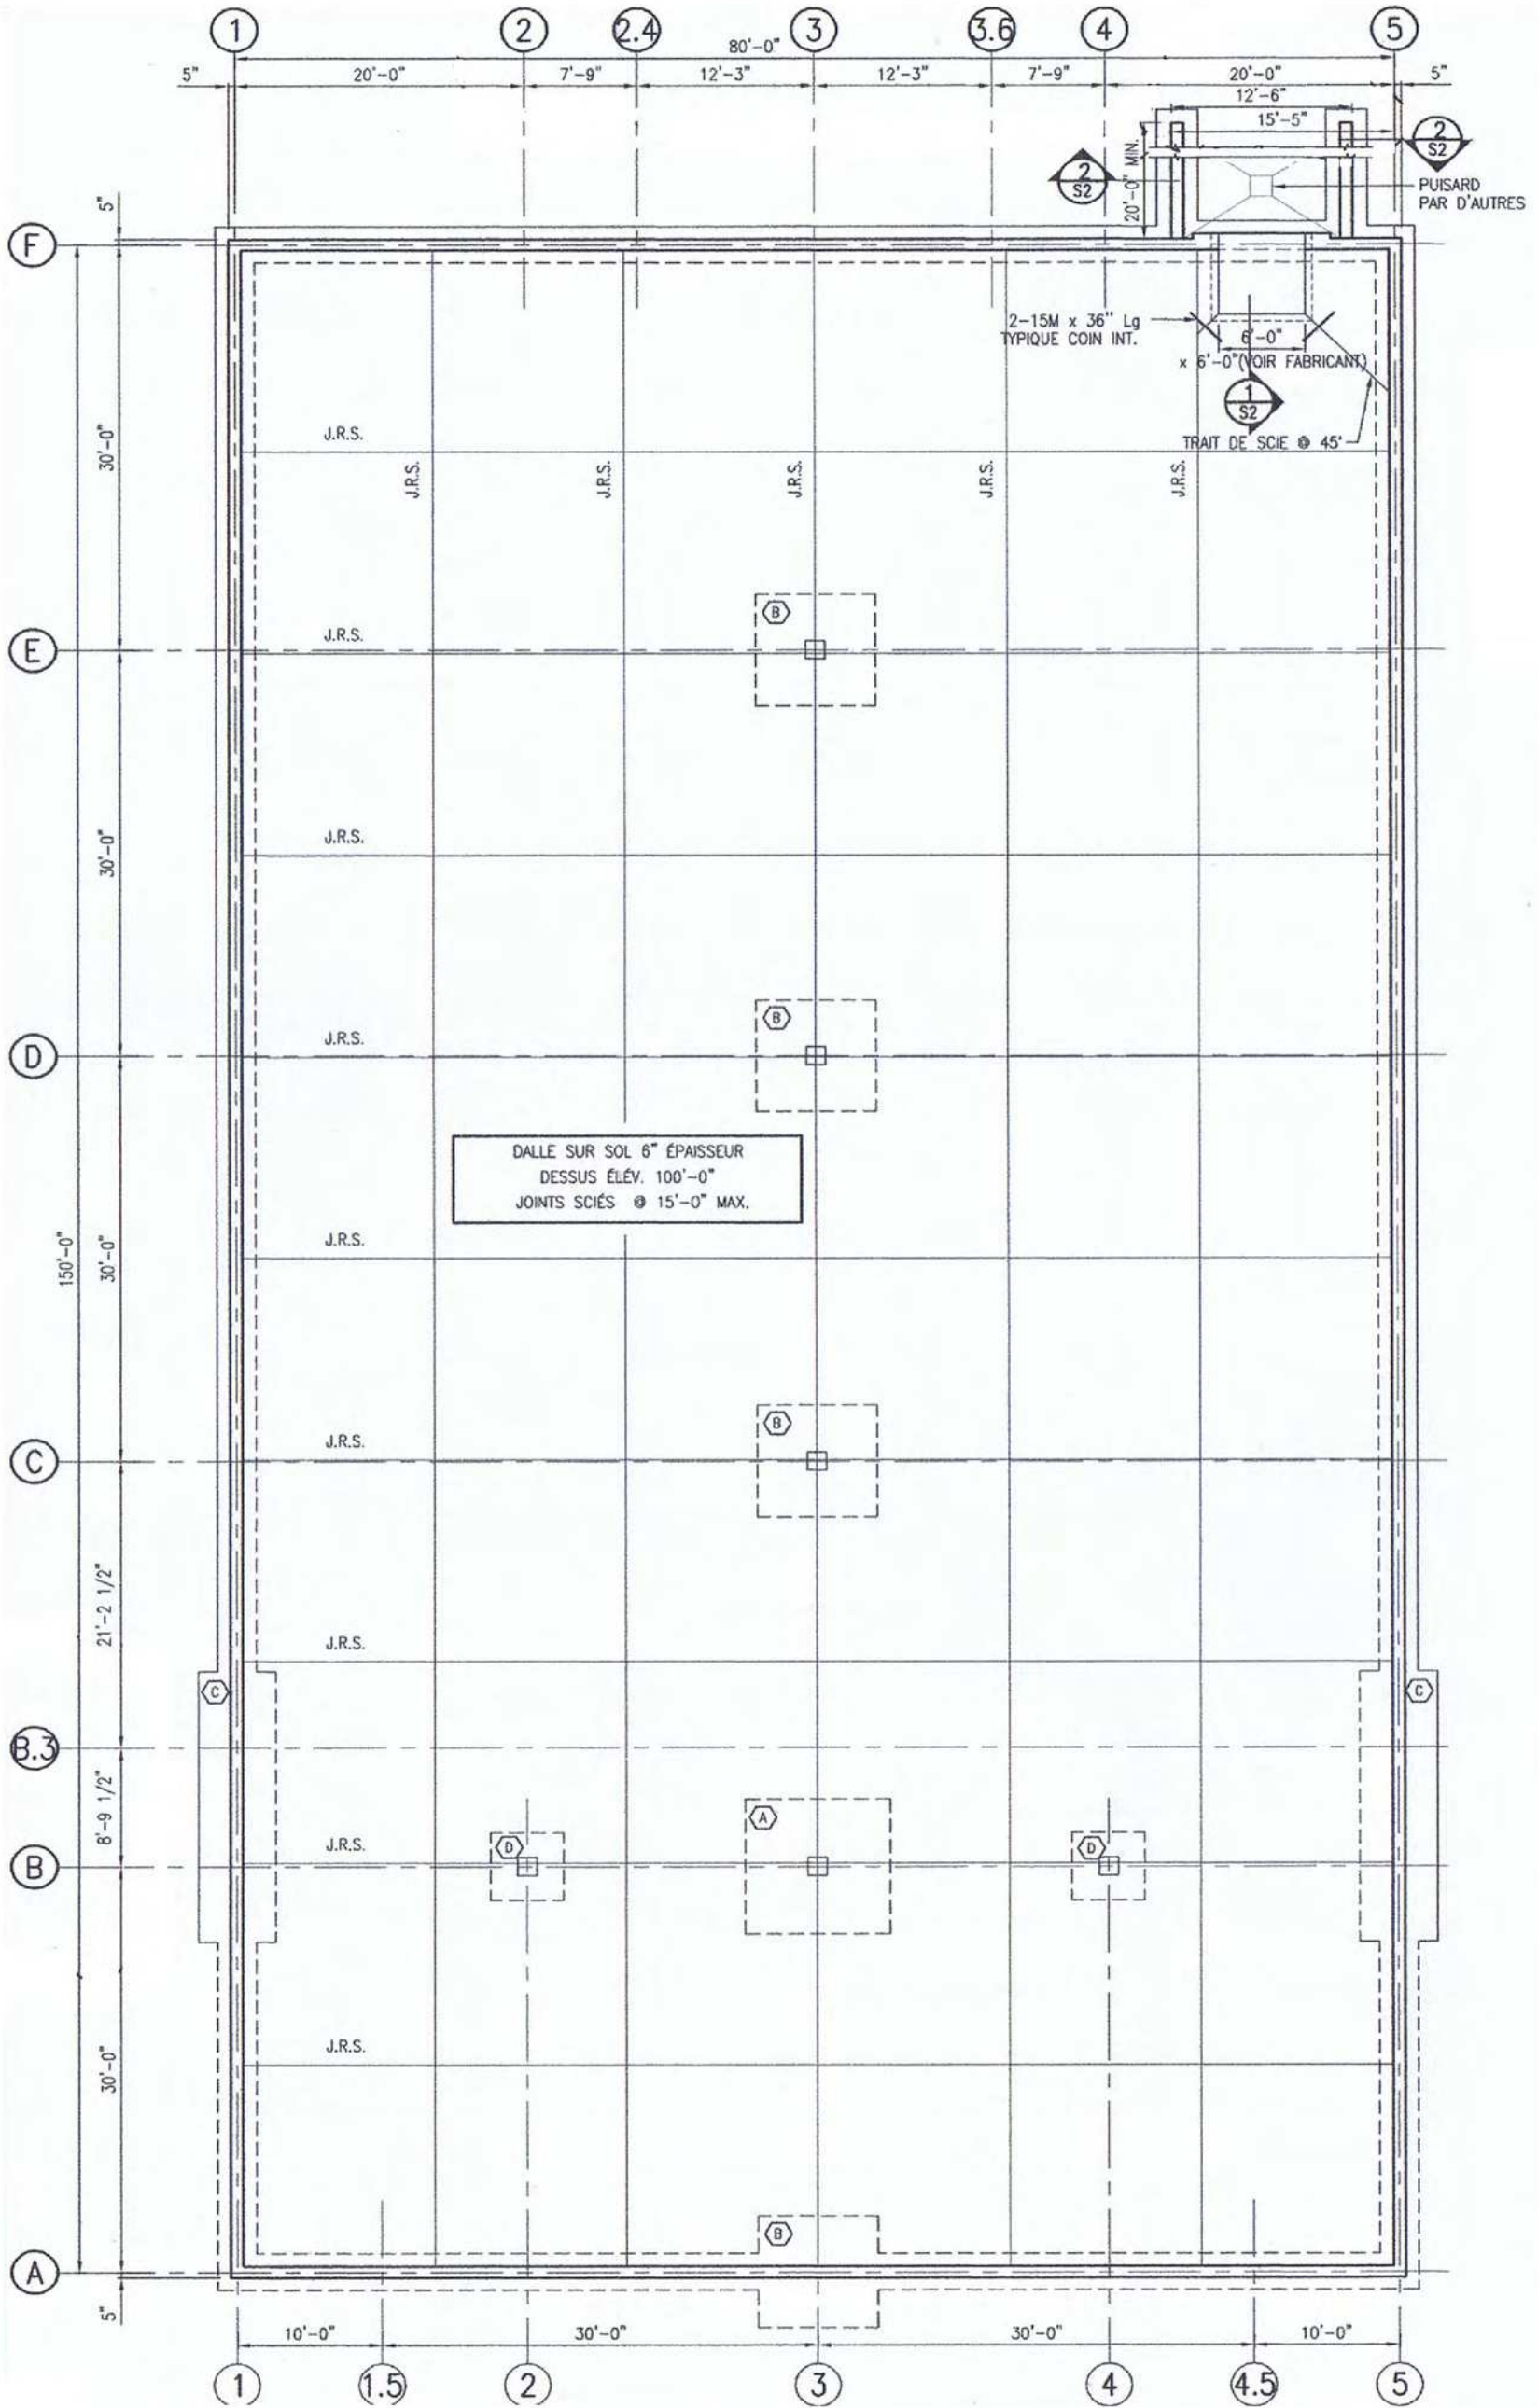 1 2 2.4 3 3.6 4 5
80'-0"
5" 20'-0" 7'-9" 12'-3" 12'-3" 7'-9" 20'-0" 5"
12'-6"
15'-5"
2
S2
2
S2
20'-0" MIN.
PUISARD
PAR D'AUTRES
5"
F
2-15M x 36" Lg
TYPIQUE COIN INT.
6'-0"
x 6'-0"(VOIR FABRICANT)
1
S2
TRAIT DE SCIE @ 45°
30'-0"
J.R.S.
J.R.S. J.R.S. J.R.S. J.R.S. J.R.S.
B
E
J.R.S.
30'-0"
J.R.S.
B
D
J.R.S.
DALLE SUR SOL 6" ÉPAISSEUR
DESSUS ÉLÉV. 100'-0"
JOINTS SCIÉS @ 15'-0" MAX.
150'-0"
30'-0"
J.R.S.
B
C
J.R.S.
21'-2 1/2"
J.R.S.
C C
B.3
8'-9 1/2"
A
J.R.S.
D D
B
30'-0"
J.R.S.
B
A
5"
10'-0" 30'-0" 30'-0" 10'-0"
1 1.5 2 3 4 4.5 5